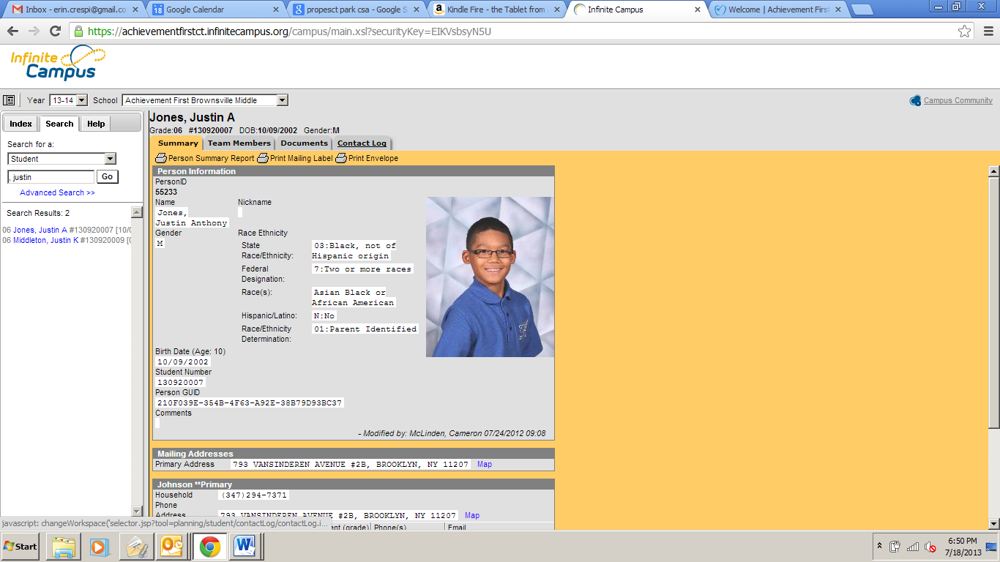 Inbox - erin.crespi@gmail.co
Google Calendar
propesct park csa - Google S
Kindle Fire - the Tablet from
Infinite Campus
Welcome | Achievement First
https://achievementfirstct.infinitecampus.org/campus/main.xsl?securityKey=EIKVsbsyN5U
Infinite
Campus
Year 13-14 School Achievement First Brownsville Middle
Campus Community
Index Search Help
Search for a:
Student
, justin Go
Advanced Search >>
Search Results: 2
06 Jones, Justin A #130920007 [10/
06 Middleton, Justin K #130920009 [
Jones, Justin A
Grade:06 #130920007 DOB:10/09/2002 Gender:M
Summary Team Members Documents Contact Log
Person Summary Report Print Mailing Label Print Envelope
Person Information
PersonID
55233
Name Nickname
Jones,
Justin Anthony
Gender Race Ethnicity
M
State Race/Ethnicity: 03:Black, not of
Hispanic origin
Federal Designation: 7:Two or more races
Race(s): Asian Black or
African American
Hispanic/Latino: N:No
Race/Ethnicity Determination: 01:Parent Identified
Birth Date (Age: 10)
10/09/2002
Student Number
130920007
Person GUID
210F039E-354B-4F63-A92E-38B79D93BC37
Comments
- Modified by: McLinden, Cameron 07/24/2012 09:08
Mailing Addresses
Primary Address 793 VANSINDEREN AVENUE #2B, BROOKLYN, NY 11207 Map
Johnson **Primary
Household (347)294-7371
Phone
Address 793 VANSINDEREN AVENUE #2B, BROOKLYN, NY 11207 Map
(grade) Phone(s) Email
javascript: changeWorkspace('selector.jsp?tool=planning/student/contactLog/contactLog.i...
Start
6:50 PM
7/18/2013